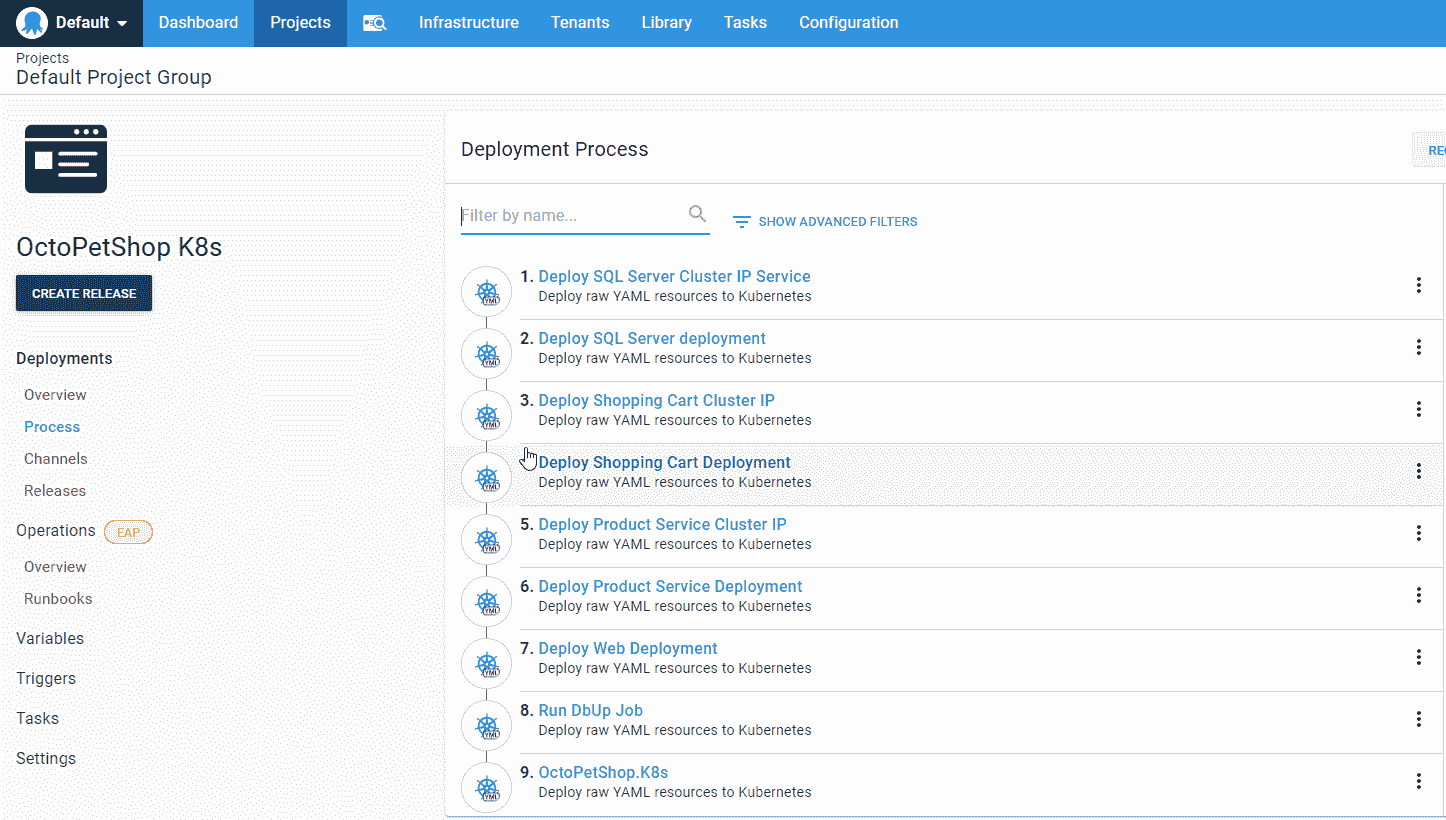 Default
Dashboard
Projects
Infrastructure
Tenants
Library
Tasks
Configuration
Projects
Default Project Group
OctoPetShop K8s
CREATE RELEASE
Deployments
Overview
Process
Channels
Releases
Operations EAP
Overview
Runbooks
Variables
Triggers
Tasks
Settings
Deployment Process
Filter by name...
SHOW ADVANCED FILTERS
1. Deploy SQL Server Cluster IP Service
Deploy raw YAML resources to Kubernetes
2. Deploy SQL Server deployment
Deploy raw YAML resources to Kubernetes
3. Deploy Shopping Cart Cluster IP
Deploy raw YAML resources to Kubernetes
Deploy Shopping Cart Deployment
Deploy raw YAML resources to Kubernetes
5. Deploy Product Service Cluster IP
Deploy raw YAML resources to Kubernetes
6. Deploy Product Service Deployment
Deploy raw YAML resources to Kubernetes
7. Deploy Web Deployment
Deploy raw YAML resources to Kubernetes
8. Run DbUp Job
Deploy raw YAML resources to Kubernetes
9. OctoPetShop.K8s
Deploy raw YAML resources to Kubernetes